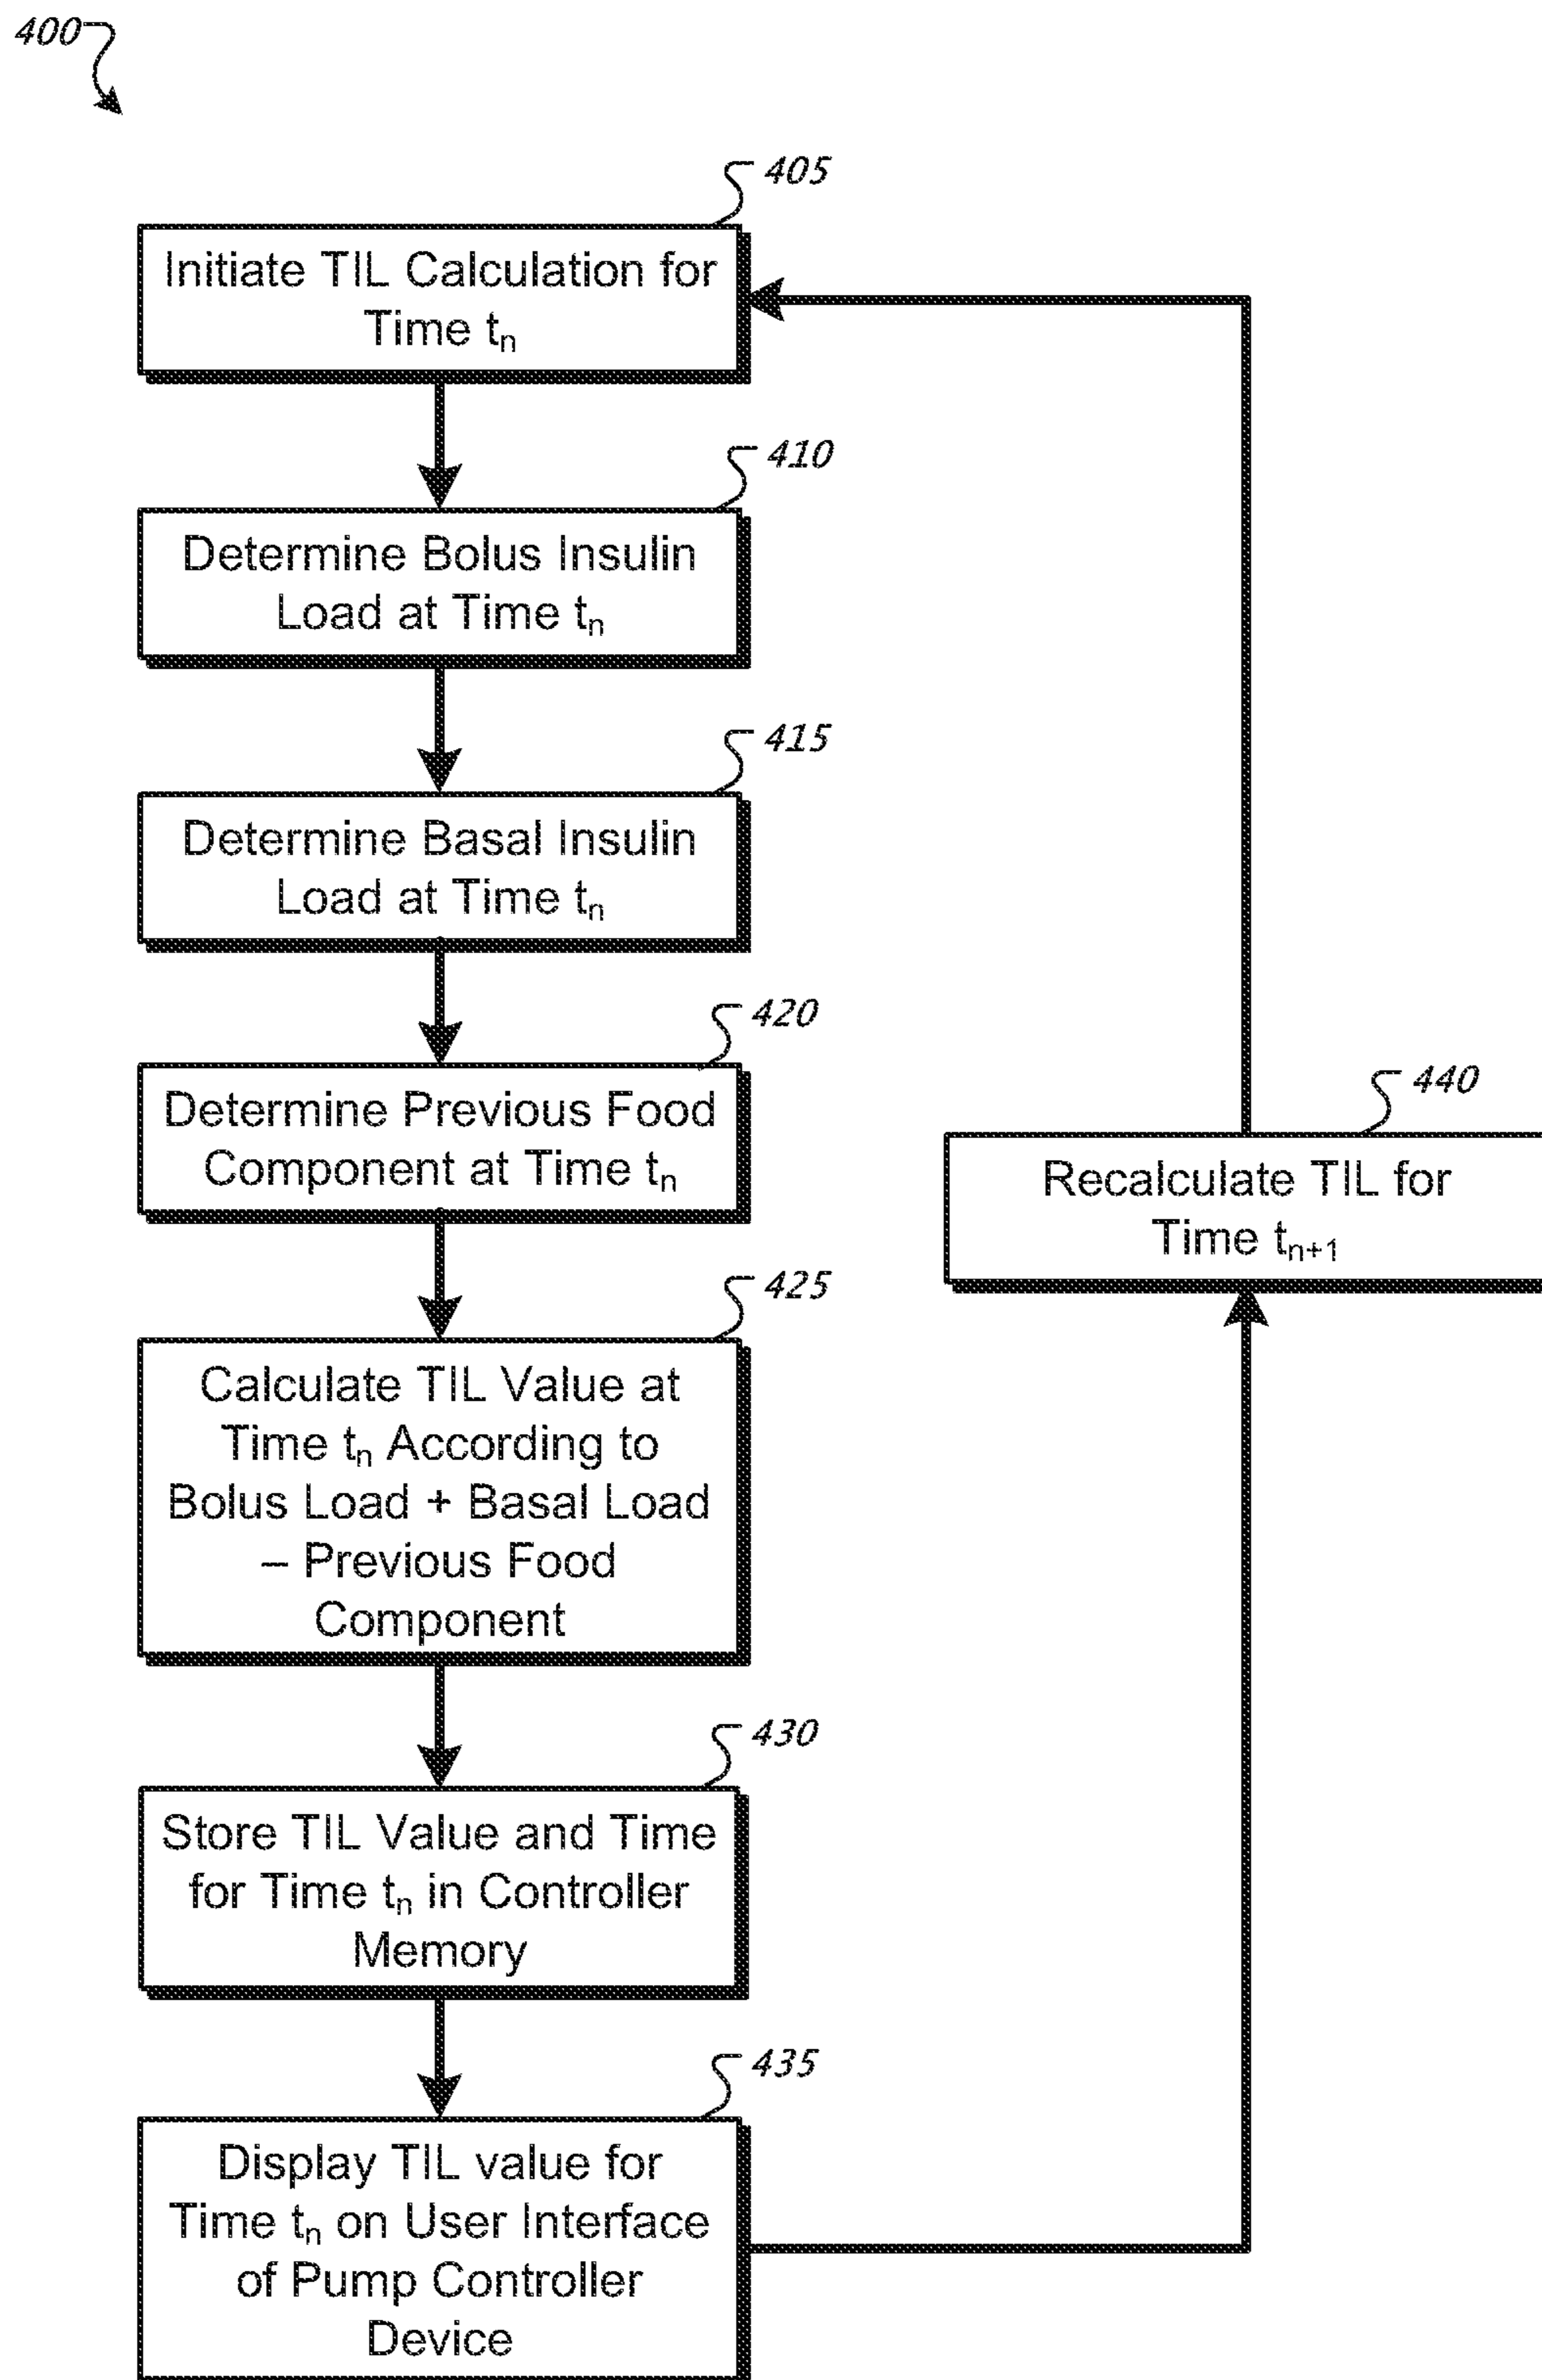 400
405
Initiate TIL Calculation for
Time tn
410
Determine Bolus Insulin
Load at Time tn
415
Determine Basal Insulin
Load at Time tn
420
Determine Previous Food
Component at Time tn
440
Recalculate TIL for
Time tn+1
425
Calculate TIL Value at
Time tn According to
Bolus Load + Basal Load
– Previous Food
Component
430
Store TIL Value and Time
for Time tn in Controller
Memory
435
Display TIL value for
Time tn on User Interface
of Pump Controller
Device